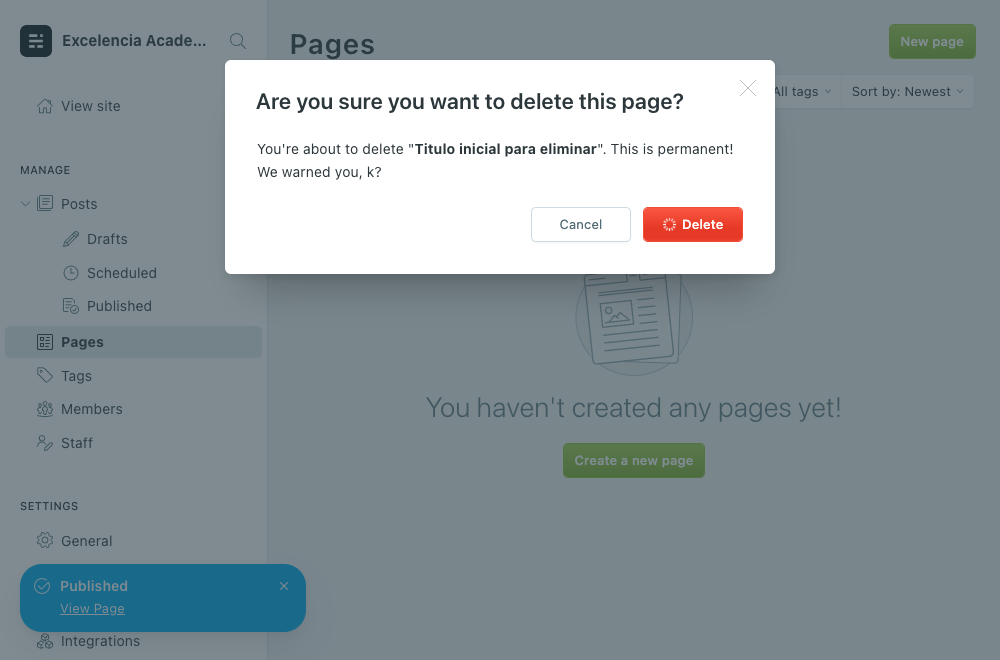 Excelencia Acade...
View site
MANAGE
Posts
Drafts
Scheduled
Published
Pages
Tags
Members
Staff
SETTINGS
General
Published
View Page
Integrations
Pages
New page
All tags
Sort by: Newest
Are you sure you want to delete this page?
You're about to delete "Titulo inicial para eliminar". This is permanent!
We warned you, k?
Cancel
Delete
You haven't created any pages yet!
Create a new page